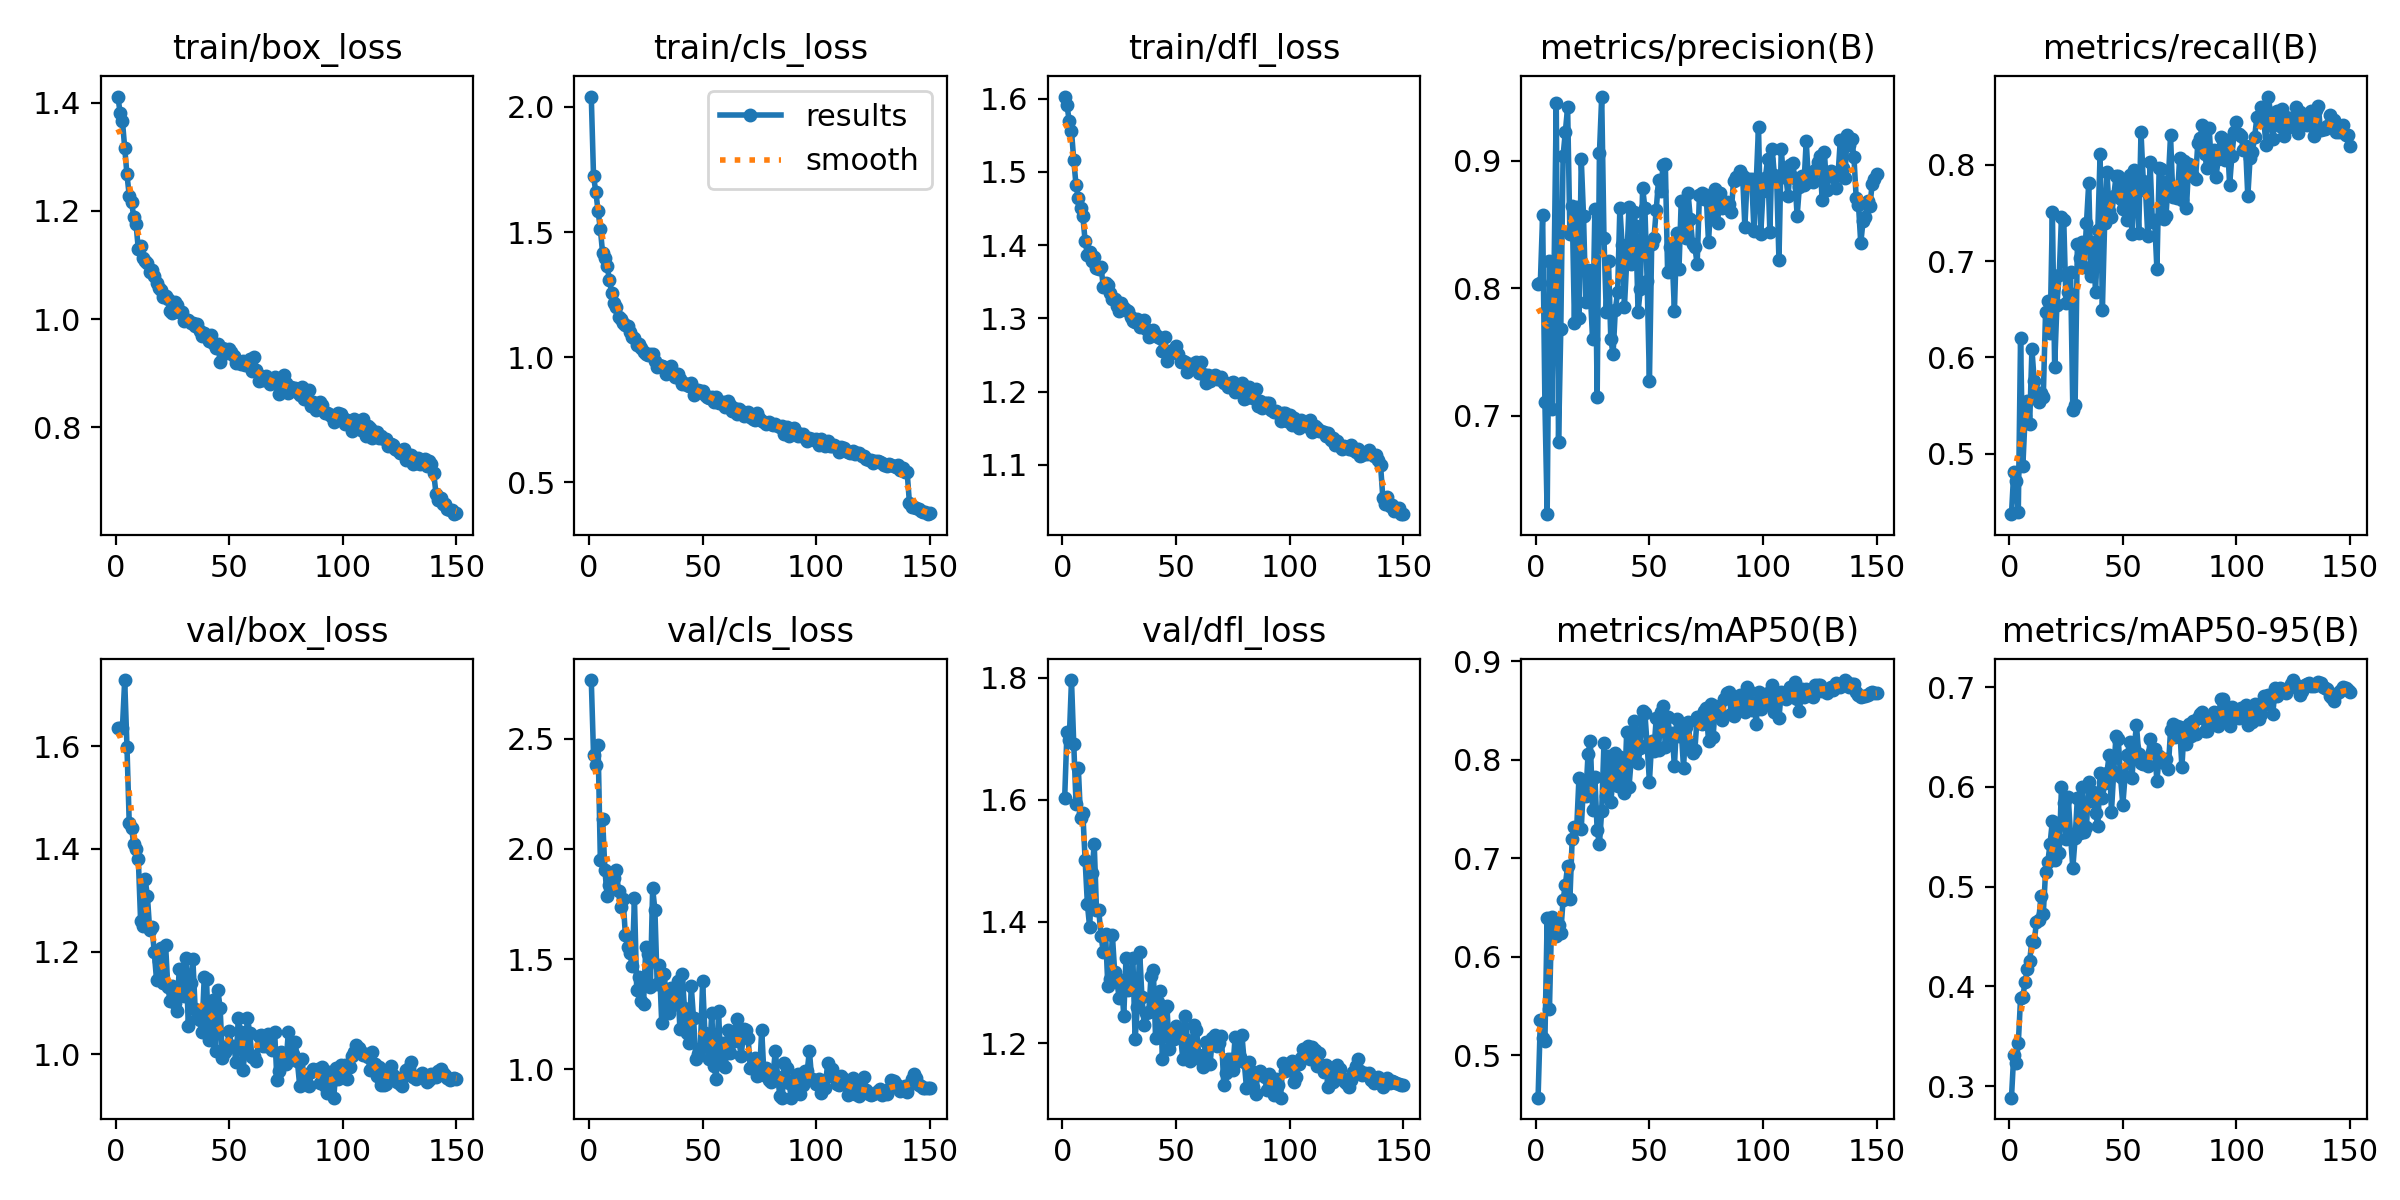 train/box_loss
1.4
1.2
1.0
0.8
0 50 100 150
train/cls_loss
results
smooth
2.0
1.5
1.0
0.5
0 50 100 150
train/dfl_loss
1.6
1.5
1.4
1.3
1.2
1.1
0 50 100 150
metrics/precision(B)
0.9
0.8
0.7
0 50 100 150
metrics/recall(B)
0.8
0.7
0.6
0.5
0 50 100 150
val/box_loss
1.6
1.4
1.2
1.0
0 50 100 150
val/cls_loss
2.5
2.0
1.5
1.0
0 50 100 150
val/dfl_loss
1.8
1.6
1.4
1.2
0 50 100 150
metrics/mAP50(B)
0.9
0.8
0.7
0.6
0.5
0 50 100 150
metrics/mAP50-95(B)
0.7
0.6
0.5
0.4
0.3
0 50 100 150